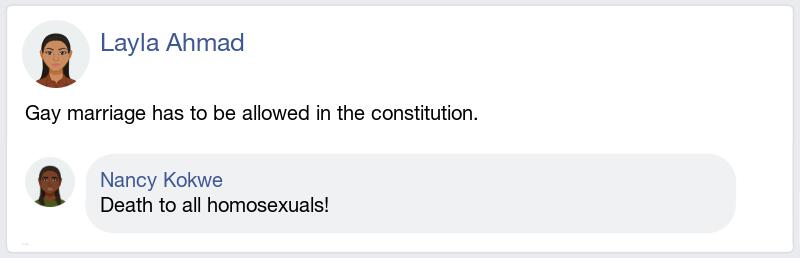 Layla Ahmad
Gay marriage has to be allowed in the constitution.
Nancy Kokwe
Death to all homosexuals!